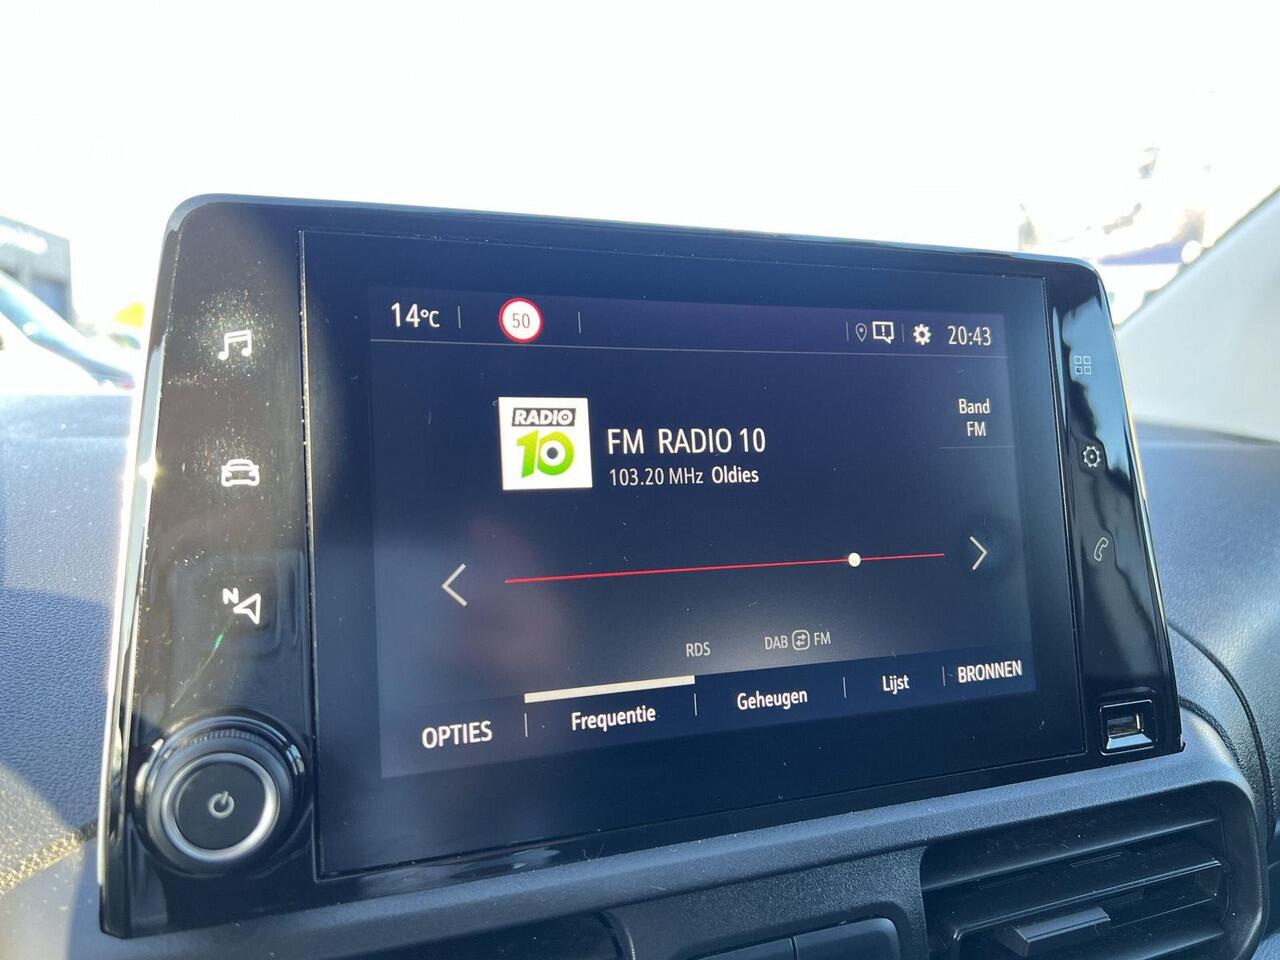 14°C
50
20:43
RADIO
10
FM RADIO 10
103.20 MHz Oldies
Band
FM
N
RDS
DAB FM
OPTIES
Frequentie
Geheugen
Lijst
BRONNEN